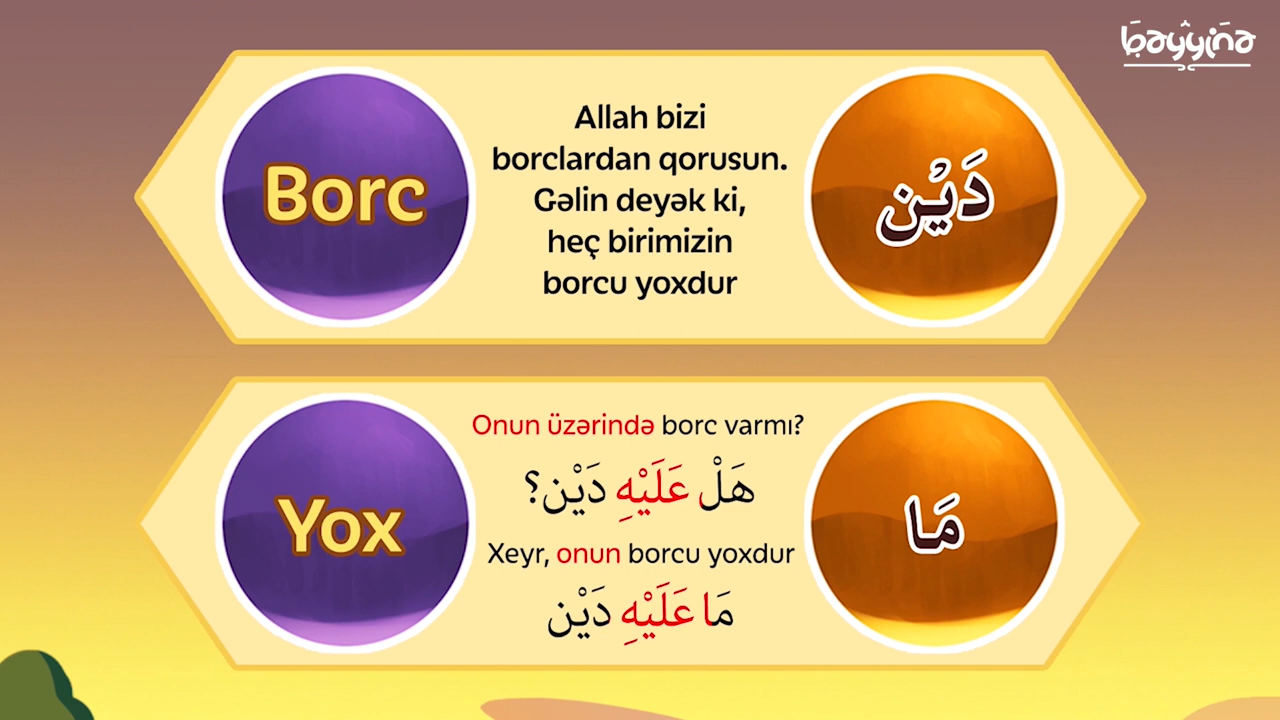 bayyina
Borc
Allah bizi
borclardan qorusun.
Gəlin deyək ki,
heç birimizin
borcu yoxdur
دَيْن
Yox
Onun üzərində borc varmı?
هَلْ عَلَيْهِ دَيْن؟
Xeyr, onun borcu yoxdur
مَا عَلَيْهِ دَيْن
مَا